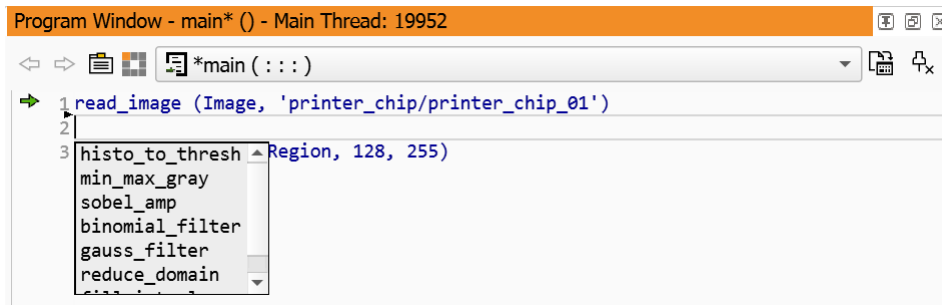 Program Window - main* () - Main Thread: 19952
*main ( : : : )
1 read_image (Image, 'printer_chip/printer_chip_01')
2
3 Region, 128, 255)
histo_to_thresh
min_max_gray
sobel_amp
binomial_filter
gauss_filter
reduce_domain